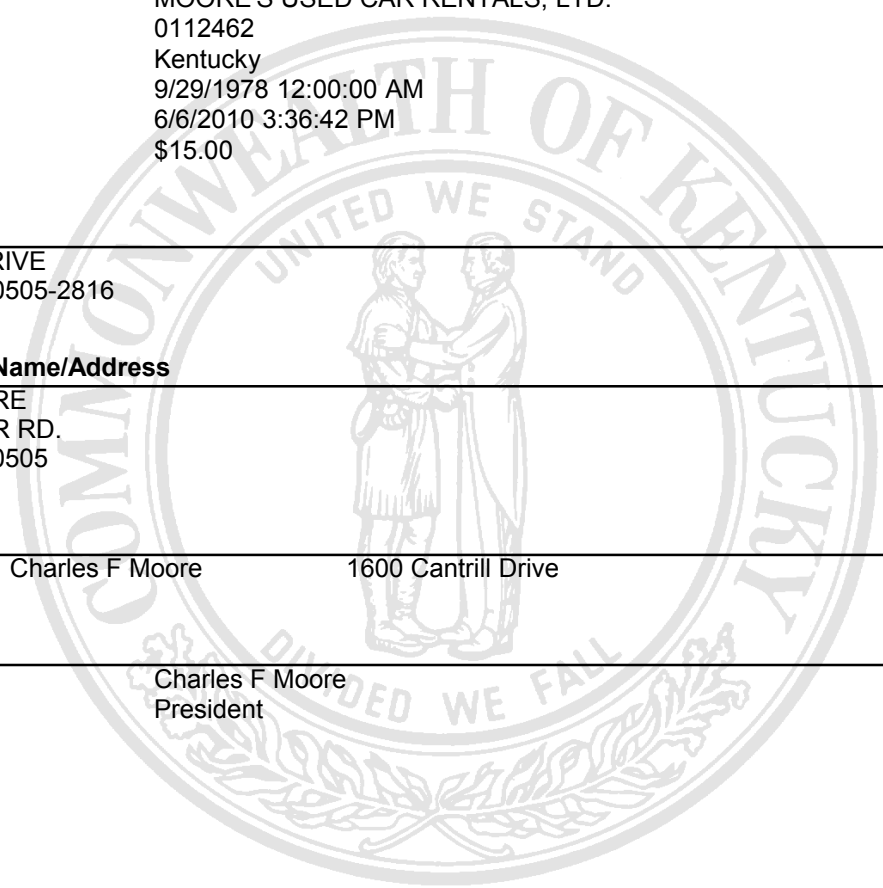 MOORE'S USED CAR RENTALS, LTD.
0112462
Kentucky
9/29/1978 12:00:00 AM
6/6/2010 3:36:42 PM
$15.00
COMMONWEALTH OF KENTUCKY
UNITED WE STAND
RIVE
0505-2816
Name/Address
RE
R RD.
0505
Charles F Moore 1600 Cantrill Drive
Charles F Moore
President
DIVIDED WE FALL